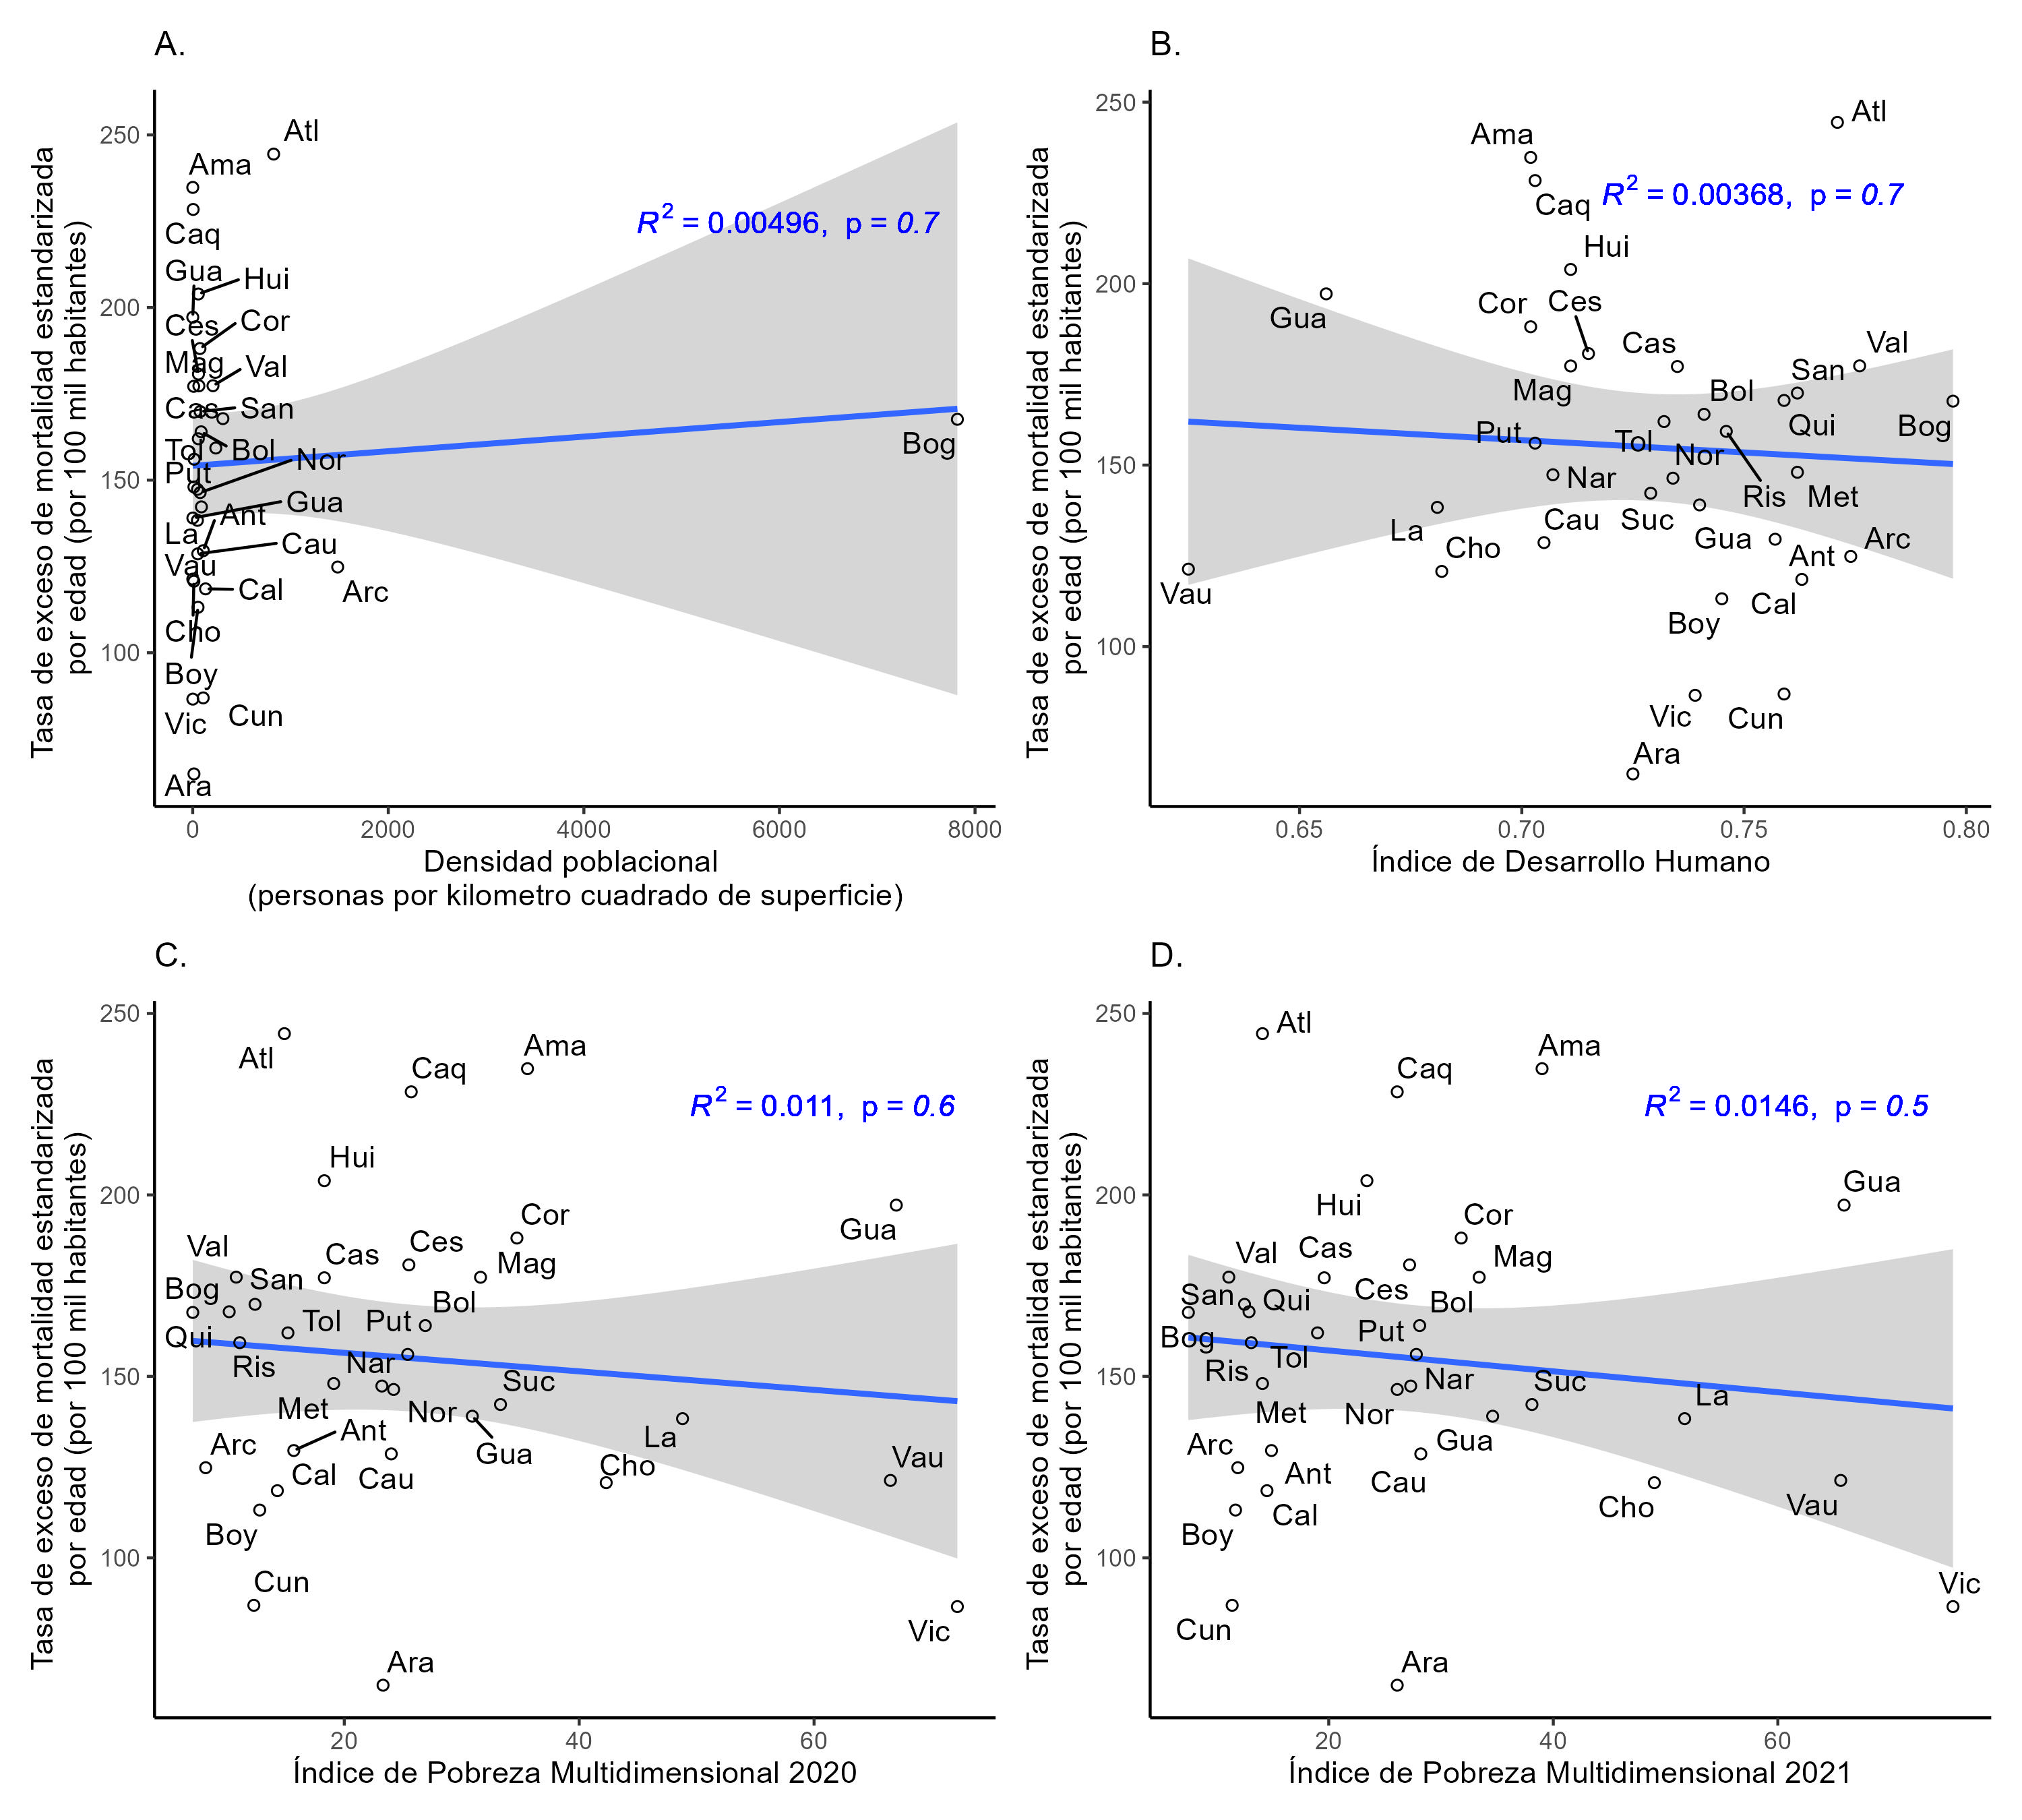 A.
Tasa de exceso de mortalidad estandarizada
por edad (por 100 mil habitantes)
250
200
150
100
Atl
Ama
R² = 0.00496, p = 0.7
Caq
Gua
Hui
Ces
Cor
Mag
Val
Cas
San
Bog
Tol
Bol
Nor
Put
Gua
Ant
La
Cau
Vau
Cal
Arc
Cho
Boy
Cun
Vic
Ara
0
2000
4000
6000
8000
Densidad poblacional
(personas por kilometro cuadrado de superficie)
B.
Tasa de exceso de mortalidad estandarizada
por edad (por 100 mil habitantes)
250
200
150
100
Atl
Ama
R² = 0.00368, p = 0.7
Caq
Hui
Cor
Ces
Gua
Cas
Val
San
Mag
Bol
Put
Tol
Qui
Bog
Nor
Nar
Ris
Met
La
Cau
Suc
Cho
Gua
Arc
Ant
Vau
Cal
Boy
Vic
Cun
Ara
0.65
0.70
0.75
0.80
Índice de Desarrollo Humano
C.
Tasa de exceso de mortalidad estandarizada
por edad (por 100 mil habitantes)
250
200
150
100
Atl
Ama
Caq
R² = 0.011, p = 0.6
Hui
Cor
Gua
Val
Cas
Ces
Mag
Bog
San
Bol
Tol
Put
Qui
Ris
Nar
Suc
Met
Nor
Ant
La
Arc
Gua
Vau
Cal
Cau
Cho
Boy
Cun
Vic
Ara
20
40
60
Índice de Pobreza Multidimensional 2020
D.
Tasa de exceso de mortalidad estandarizada
por edad (por 100 mil habitantes)
250
200
150
100
Atl
Ama
Caq
R² = 0.0146, p = 0.5
Gua
Hui
Cor
Val
Cas
Mag
San
Qui
Ces
Bol
Bog
Put
Ris
Tol
Nar
Suc
La
Met
Nor
Arc
Gua
Ant
Cau
Cho
Vau
Cal
Boy
Vic
Cun
Ara
20
40
60
Índice de Pobreza Multidimensional 2021